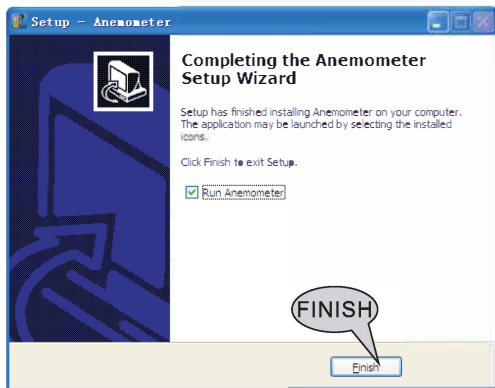 Setup - Anemometer
Completing the Anemometer
Setup Wizard
Setup has finished installing Anemometer on your computer.
The application may be launched by selecting the installed
icons.
Click Finish to exit Setup.
Run Anemometer
FINISH
Finish